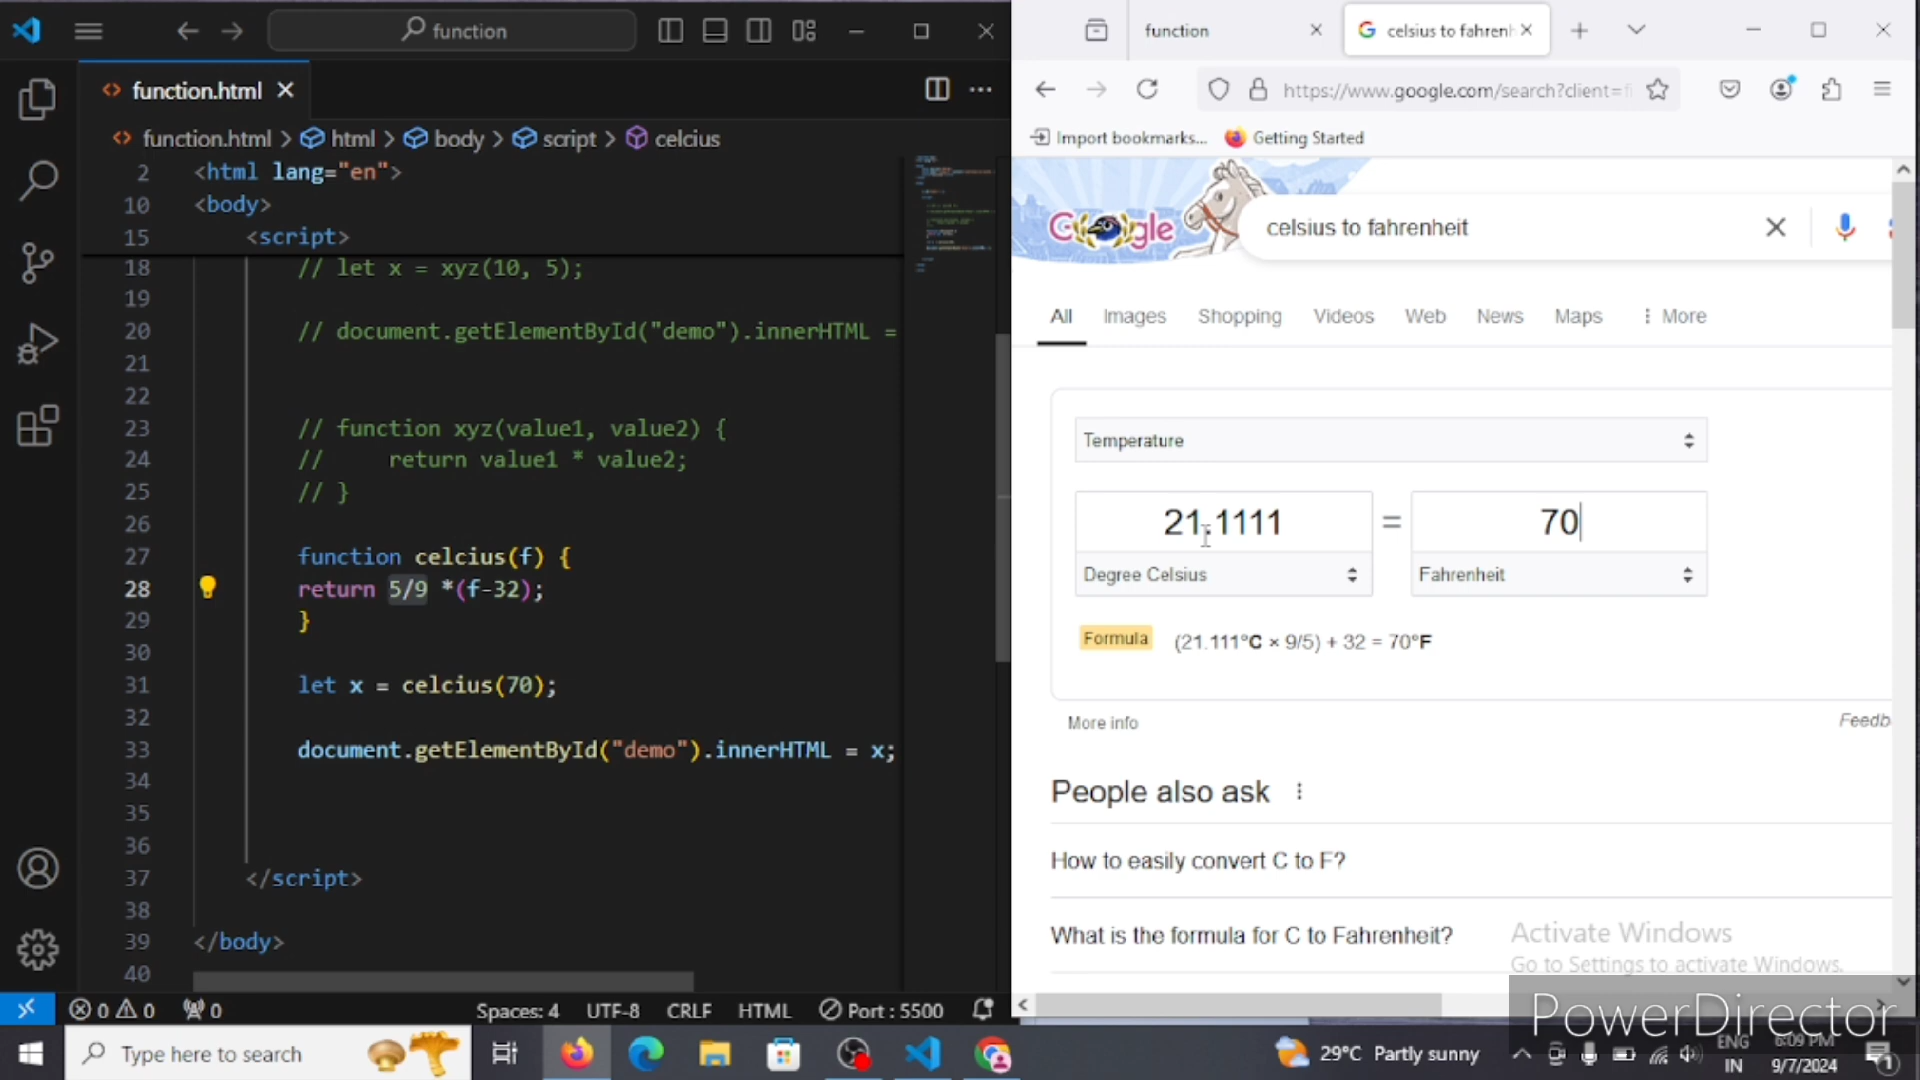 function
function.html
function.html > html > body > script > celcius
2 <html lang="en">
10 <body>
15 <script>
18 // let x = xyz(10, 5);
19
20 // document.getElementById("demo").innerHTML =
21
22
23 // function xyz(value1, value2) {
24 // return value1 * value2;
25 // }
26
27 function celcius(f) {
28 return 5/9 *(f-32);
29 }
30
31 let x = celcius(70);
32
33 document.getElementById("demo").innerHTML = x;
34
35
36
37 </script>
38
39 </body>
40
0 0 0 Spaces: 4 UTF-8 CRLF HTML Port : 5500
function celsius to fahrenh
https://www.google.com/search?client=f
Import bookmarks... Getting Started
Google celsius to fahrenheit
All Images Shopping Videos Web News Maps More
Temperature
21.1111 = 70
Degree Celsius Fahrenheit
Formula (21.111°C × 9/5) + 32 = 70°F
More info Feedb
People also ask
How to easily convert C to F?
What is the formula for C to Fahrenheit?
Activate Windows
Go to Settings to activate Windows.
PowerDirector
Type here to search 29°C Partly sunny ENG 6:09 PM
IN 9/7/2024 1